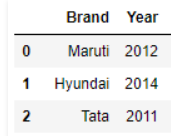 Brand Year
0 Maruti 2012
1 Hyundai 2014
2 Tata 2011